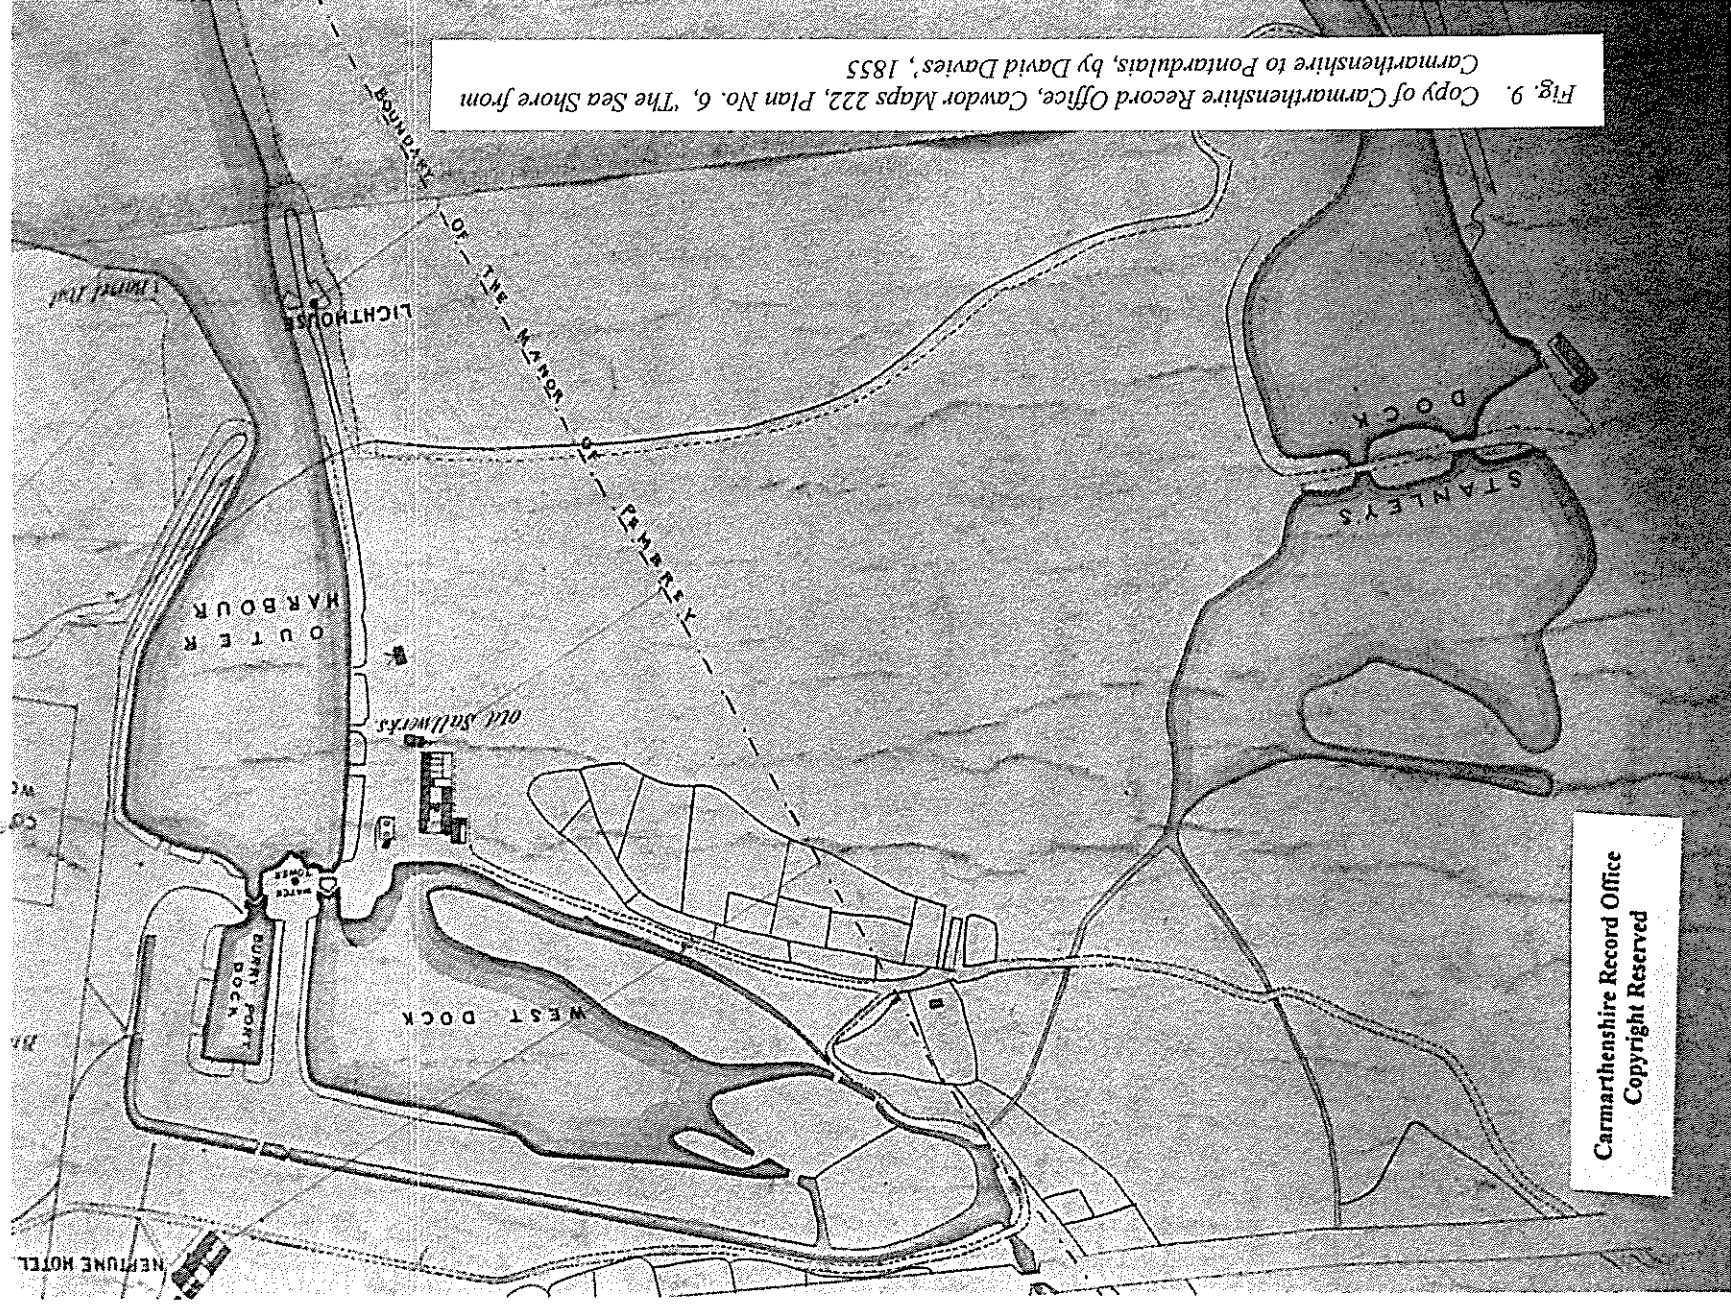 Fig. 9. Copy of Carmarthenshire Record Office, Cawdor Maps 222, Plan No. 6, 'The Sea Shore from
Carmarthenshire to Pontardulais, by David Davies', 1855
BOUNDARY OF THE MANOR OF PEMBREY
LIGHTHOUSE
OUTER
HARBOUR
old Saltworks
WATCH
TOWER
BURRY PORT
DOCK
WEST DOCK
NEPTUNE HOTEL
STANLEY'S
DOCK
Carmarthenshire Record Office
Copyright Reserved